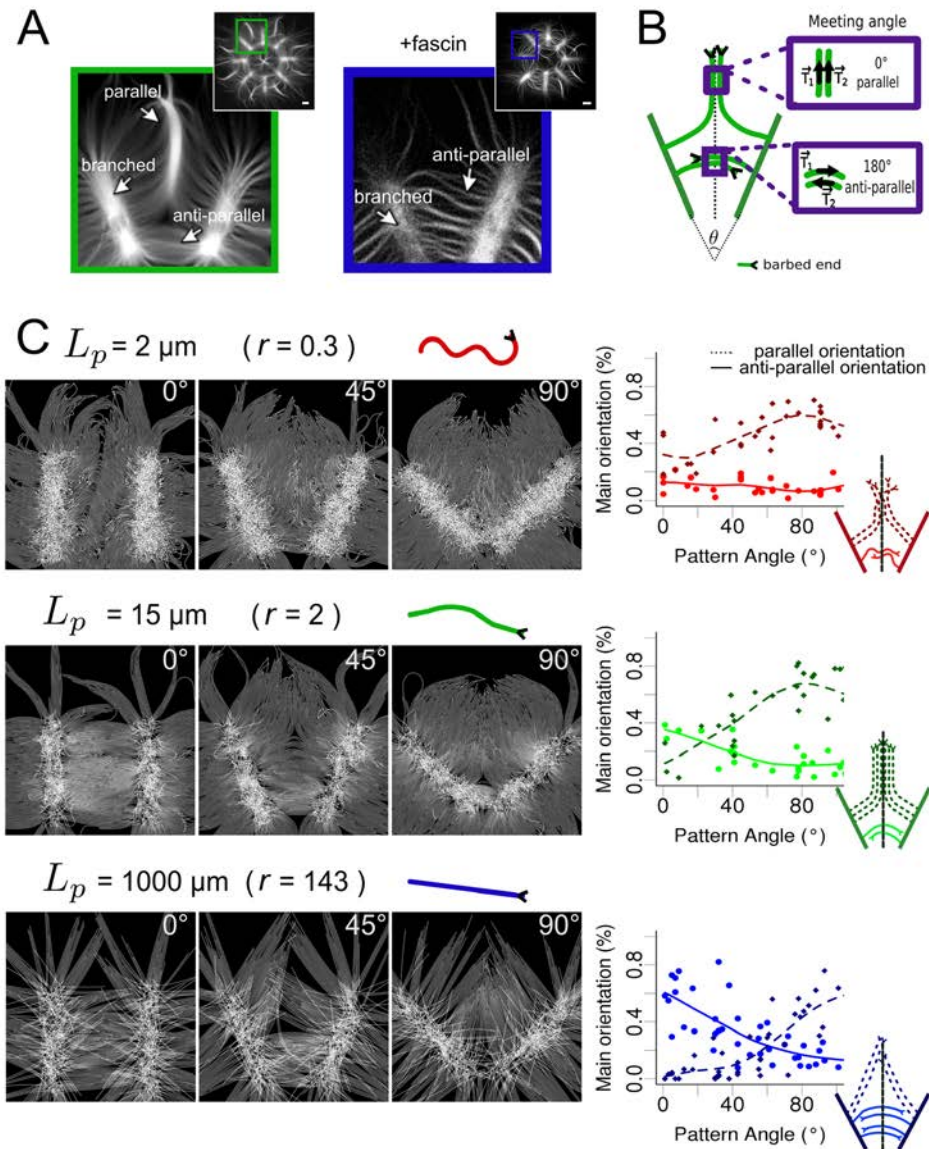 A
+fascin
parallel
branched
anti-parallel
anti-parallel
branched
B
Meeting angle
T1 T2
0°
parallel
T1
T2
180°
anti-parallel
θ
barbed end
C
Lp = 2 µm ( r = 0.3 )
0° 45° 90°
parallel orientation
anti-parallel orientation
Main orientation (%)
0.0 0.4 0.8
0 40 80
Pattern Angle (°)
Lp = 15 µm ( r = 2 )
0° 45° 90°
Main orientation (%)
0.0 0.4 0.8
0 40 80
Pattern Angle (°)
Lp = 1000 µm ( r = 143 )
0° 45° 90°
Main orientation (%)
0.0 0.4 0.8
0 40 80
Pattern Angle (°)